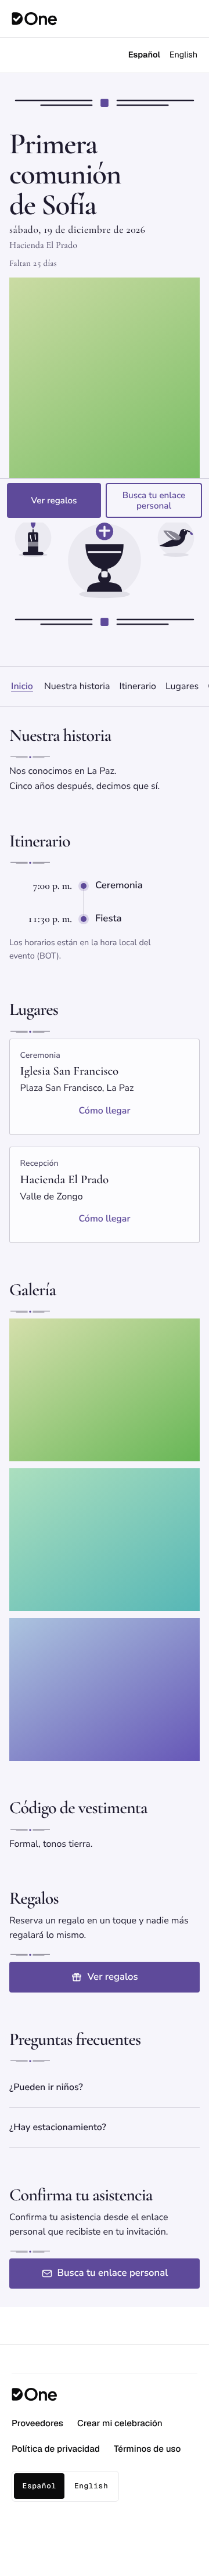 One
Español English
Primera
comunión
de Sofía
sábado, 19 de diciembre de 2026
Hacienda El Prado
Faltan 25 días
Ver regalos
Busca tu enlace
personal
Inicio Nuestra historia Itinerario Lugares
Nuestra historia
Nos conocimos en La Paz.
Cinco años después, decimos que sí.
Itinerario
7:00 p. m. Ceremonia
11:30 p. m. Fiesta
Los horarios están en la hora local del
evento (BOT).
Lugares
Ceremonia
Iglesia San Francisco
Plaza San Francisco, La Paz
Cómo llegar
Recepción
Hacienda El Prado
Valle de Zongo
Cómo llegar
Galería
Código de vestimenta
Formal, tonos tierra.
Regalos
Reserva un regalo en un toque y nadie más
regalará lo mismo.
Ver regalos
Preguntas frecuentes
¿Pueden ir niños?
¿Hay estacionamiento?
Confirma tu asistencia
Confirma tu asistencia desde el enlace
personal que recibiste en tu invitación.
Busca tu enlace personal
One
Proveedores Crear mi celebración
Política de privacidad Términos de uso
Español English